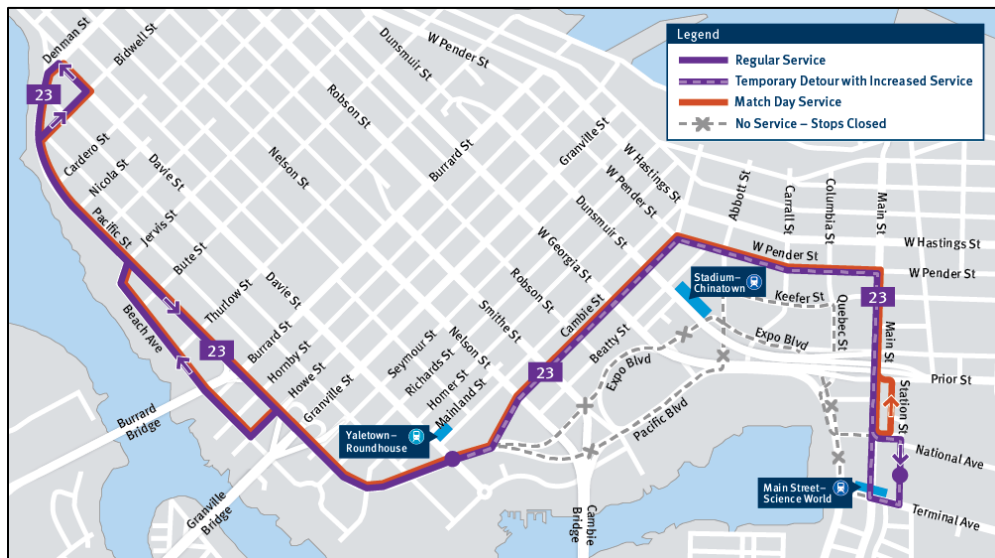 Legend
Regular Service
Temporary Detour with Increased Service
Match Day Service
No Service – Stops Closed
Denman St
Bidwell St
Dunsmuir St
W Pender St
23
Robson St
Granville St
W Hastings St
Cardero St
Nicola St
Davie St
Nelson St
Burrard St
W Pender St
Abbott St
Carrall St
Columbia St
Main St
Pacific St
Jervis St
Dunsmuir St
W Hastings St
Bute St
W Georgia St
W Pender St
W Pender St
Stadium–
Chinatown
Robson St
Cambie St
Keefer St
23
Beach Ave
Thurlow St
Davie St
Smithe St
Beatty St
Quebec St
Expo Blvd
Main St
23
Burrard St
Hornby St
Howe St
Granville St
Seymour St
Richards St
Homer St
Mainland St
Nelson St
23
Expo Blvd
Pacific Blvd
Prior St
Station St
Burrard
Bridge
Yaletown–
Roundhouse
National Ave
Main Street–
Science World
Terminal Ave
Granville
Bridge
Cambie
Bridge